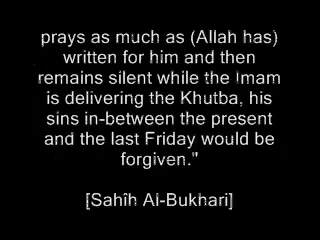 prays as much as (Allah has)
written for him and then
remains silent while the Imam
is delivering the Khutba, his
sins in-between the present
and the last Friday would be
forgiven."
[Sahîh Al-Bukhari]